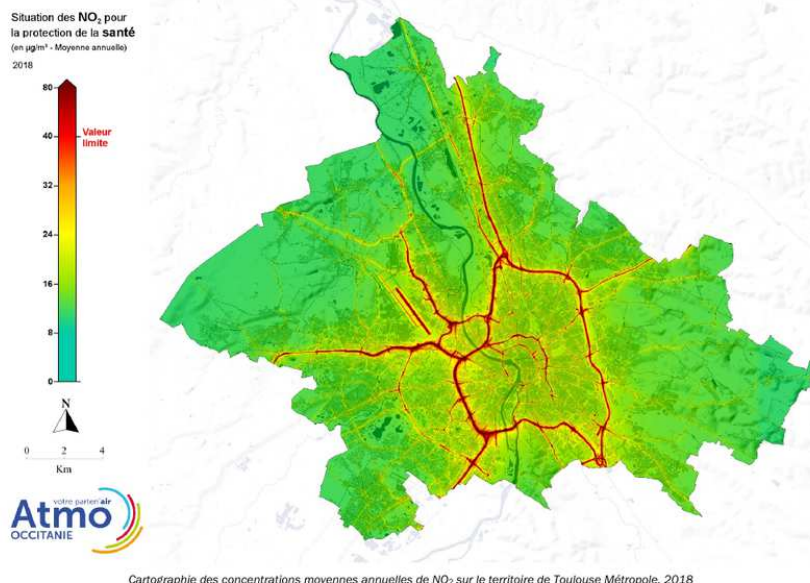 Situation des NO₂ pour
la protection de la santé
(en µg/m³ - Moyenne annuelle)
2018
80
40
Valeur
limite
32
24
16
8
0
N
0 2 4
Km
votre parten'air
Atmo
OCCITANIE
Cartographie des concentrations moyennes annuelles de NO₂ sur le territoire de Toulouse Métropole, 2018